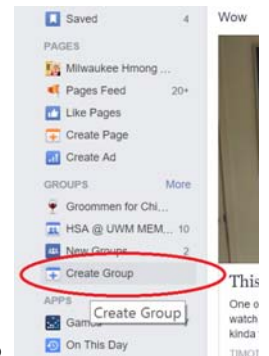 Saved 4
Wow
PAGES
Milwaukee Hmong ...
Pages Feed 20+
Like Pages
Create Page
Create Ad
GROUPS More
Groommen for Chi...
HSA @ UWM MEM... 10
New Groups 2
Create Group
APPS
Create Group
On This Day
This
One o
watch
kinda
TIMOT